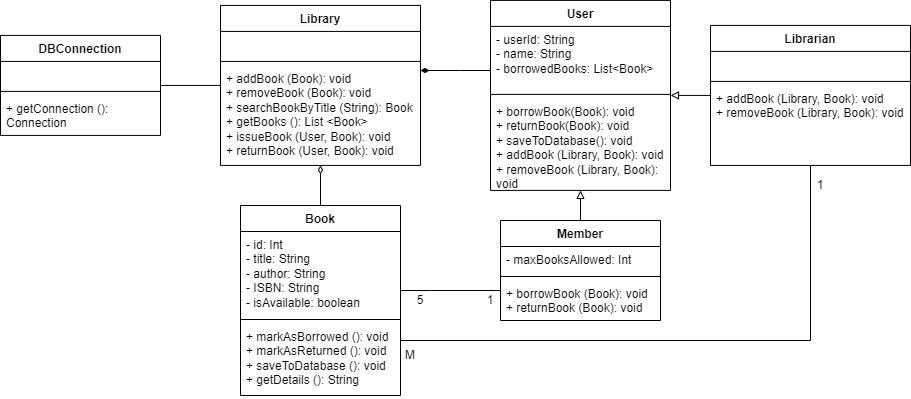 DBConnection
+ getConnection ():
Connection
Library
+ addBook (Book): void
+ removeBook (Book): void
+ searchBookByTitle (String): Book
+ getBooks (): List <Book>
+ issueBook (User, Book): void
+ returnBook (User, Book): void
User
- userId: String
- name: String
- borrowedBooks: List<Book>
+ borrowBook(Book): void
+ returnBook(Book): void
+ saveToDatabase(): void
+ addBook (Library, Book): void
+ removeBook (Library, Book):
void
Librarian
+ addBook (Library, Book): void
+ removeBook (Library, Book): void
1
Book
- id: Int
- title: String
- author: String
- ISBN: String
- isAvailable: boolean
+ markAsBorrowed (): void
+ markAsReturned (): void
+ saveToDatabase (): void
+ getDetails (): String
5
1
M
Member
- maxBooksAllowed: Int
+ borrowBook (Book): void
+ returnBook (Book): void